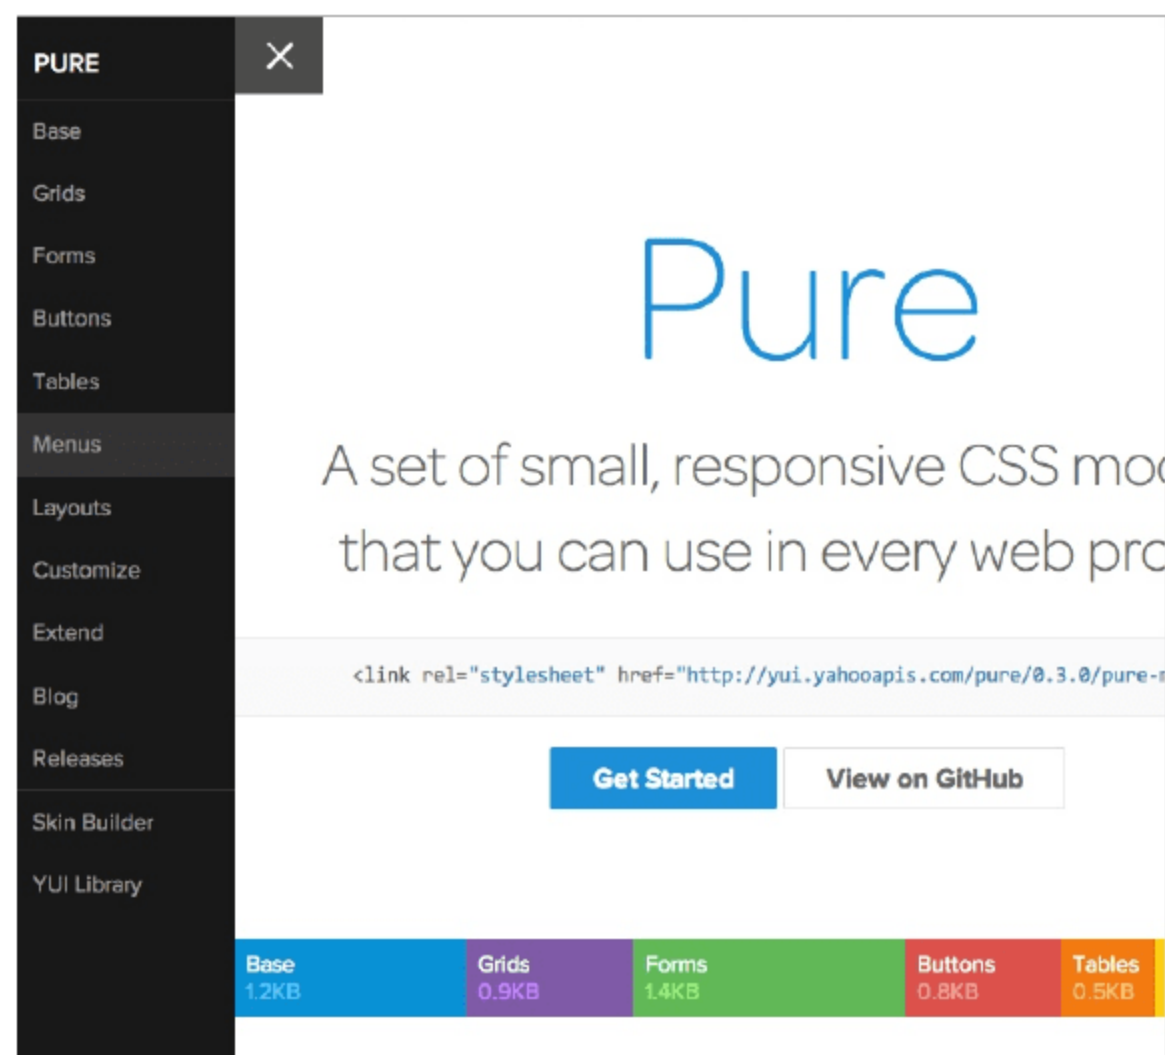 PURE
Base
Grids
Forms
Buttons
Tables
Menus
Layouts
Customize
Extend
Blog
Releases
Skin Builder
YUI Library
Pure
A set of small, responsive CSS
that you can use in every web
<link rel="stylesheet" href="http://yui.yahooapis.com/pure/0.3.0/pure-
Get Started
View on GitHub
Base
1.2KB
Grids
0.9KB
Forms
1.4KB
Buttons
0.8KB
Tables
0.5KB